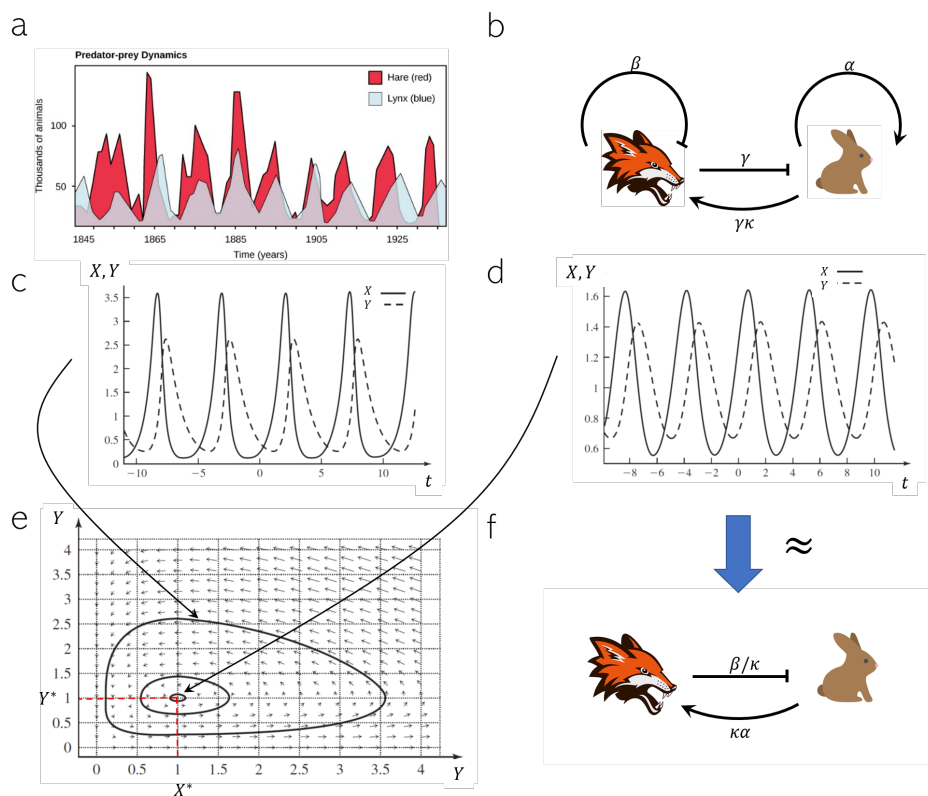 a
Predator-prey Dynamics
Thousands of animals
100
50
Hare (red)
Lynx (blue)
1845 1865 1885 1905 1925
Time (years)
b
β
α
γ
γκ
c
X, Y
X
Y
3.5
3
2.5
2
1.5
1
0.5
0
−10 −5 0 5 10
t
d
X, Y
X
Y
1.6
1.4
1.2
1
0.8
0.6
−8 −6 −4 −2 0 2 4 6 8 10
t
e
Y
4
3.5
3
2.5
2
1.5
Y* 1
0.5
0
0 0.5 1 1.5 2 2.5 3 3.5 4
Y
X*
f
≈
β/κ
κα